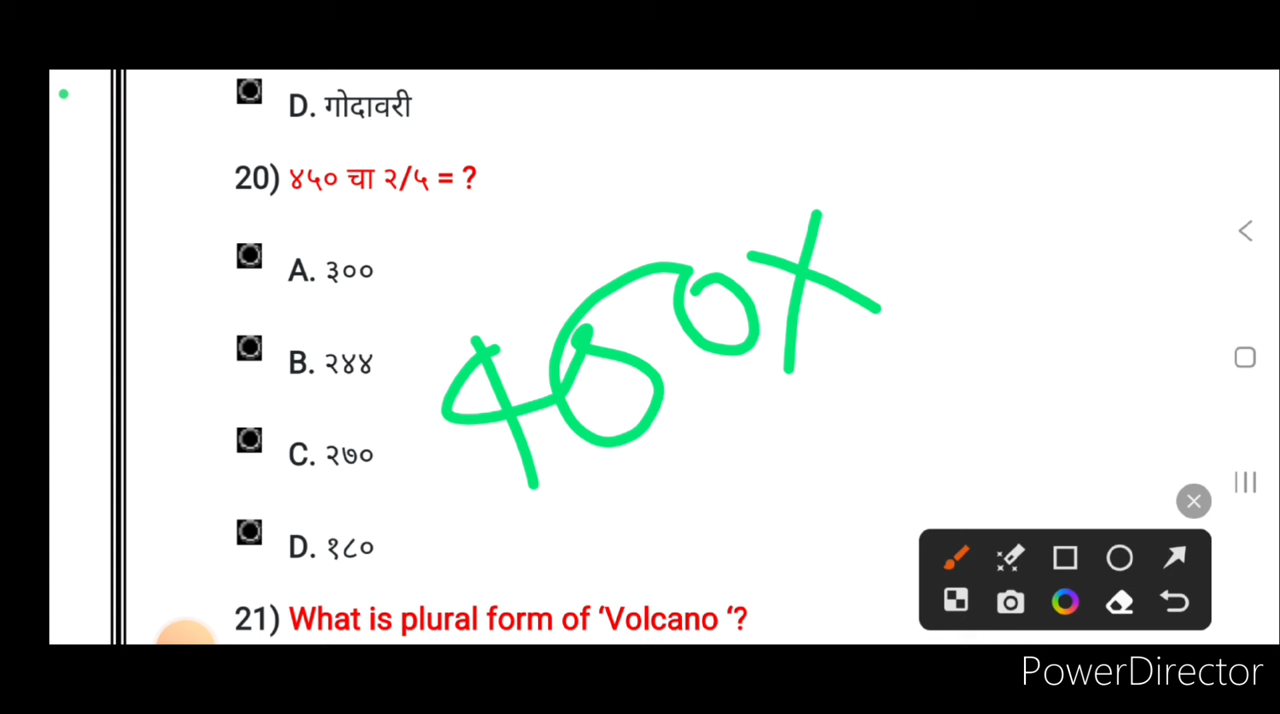 D. गोदावरी
20) ४५० चा २/५ = ?
A. ३००
B. २४४
C. २७०
D. १८०
450x
21) What is plural form of ‘Volcano ‘?
PowerDirector